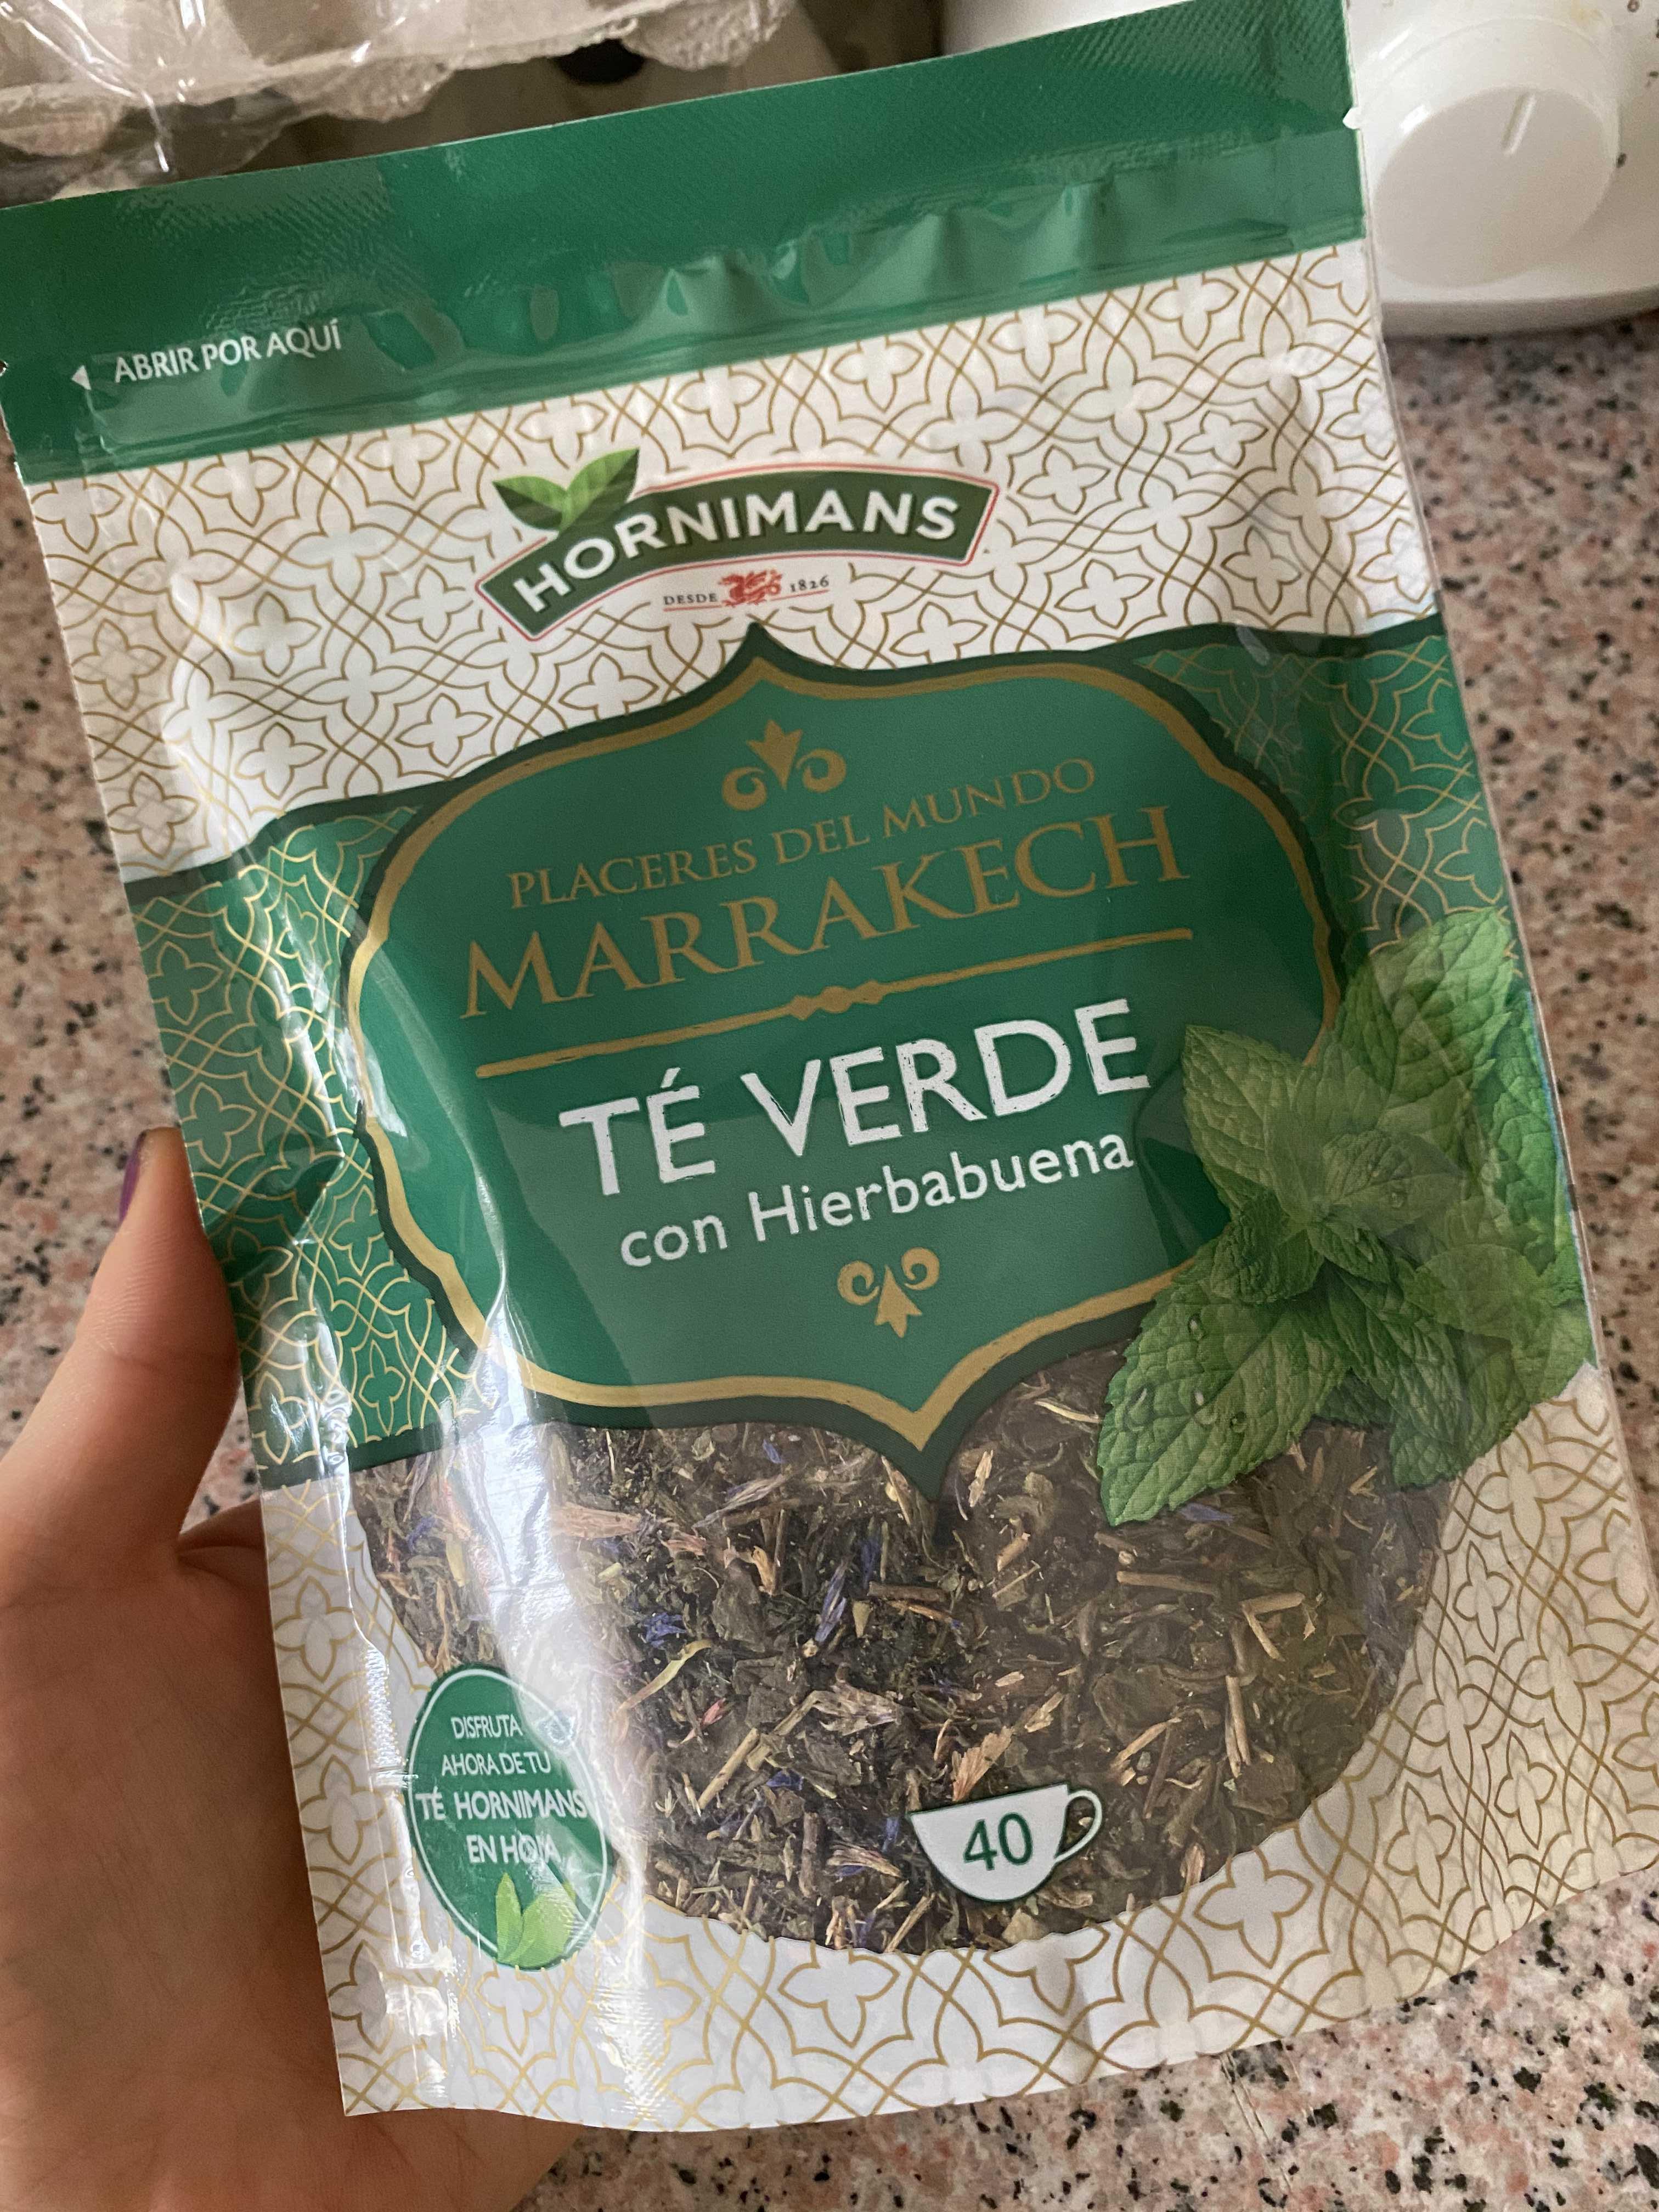 ABRIR POR AQUÍ
HORNIMANS
DESDE 1826
PLACERES DEL MUNDO
MARRAKECH
TÉ VERDE
con Hierbabuena
DISFRUTA
AHORA DE TU
TÉ HORNIMANS
EN HOJA
40